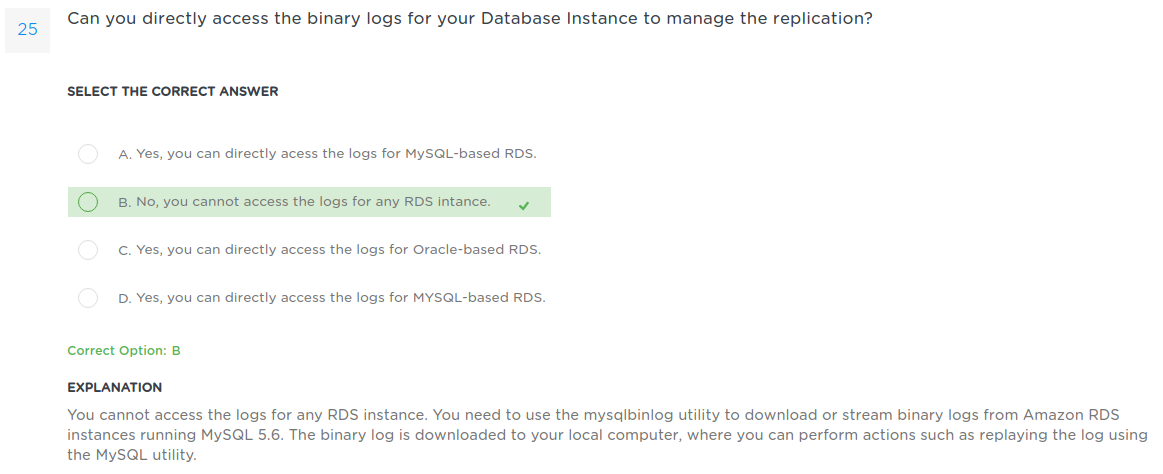 25
Can you directly access the binary logs for your Database Instance to manage the replication?
SELECT THE CORRECT ANSWER
A. Yes, you can directly acess the logs for MySQL-based RDS.
B. No, you cannot access the logs for any RDS intance.
C. Yes, you can directly access the logs for Oracle-based RDS.
D. Yes, you can directly access the logs for MYSQL-based RDS.
Correct Option: B
EXPLANATION
You cannot access the logs for any RDS instance. You need to use the mysqlbinlog utility to download or stream binary logs from Amazon RDS
instances running MySQL 5.6. The binary log is downloaded to your local computer, where you can perform actions such as replaying the log using
the MySQL utility.